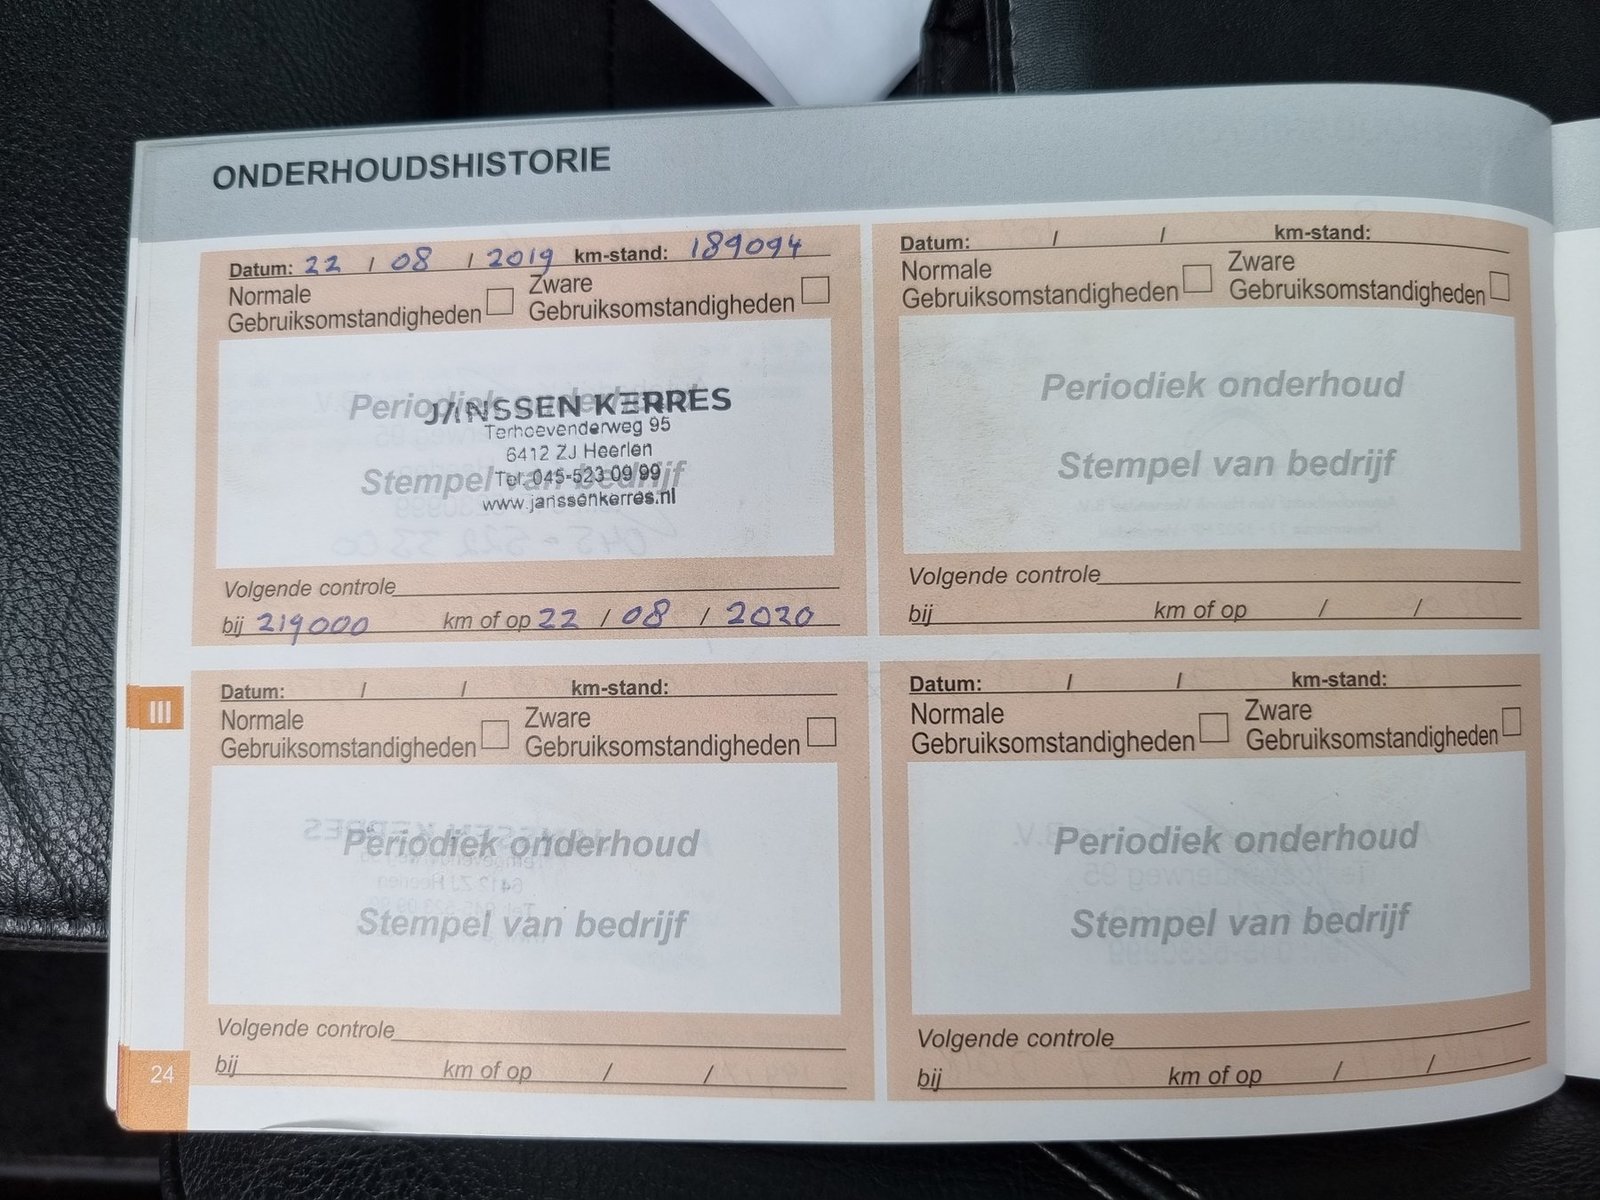 ONDERHOUDSHISTORIE
Datum: 22 / 08 / 2019 km-stand: 189094
Normale Gebruiksomstandigheden
Zware Gebruiksomstandigheden
Periodiek onderhoud
JANSSEN KERRES
Terhoevenderweg 95
6412 ZJ Heerlen
Stempel van bedrijf
Tel: 045-523 09 99
www.janssenkerres.nl
Volgende controle
bij 219000 km of op 22 / 08 / 2020
Datum: / / km-stand:
Normale Gebruiksomstandigheden
Zware Gebruiksomstandigheden
Periodiek onderhoud
Stempel van bedrijf
Volgende controle
bij km of op / /
III
Datum: / / km-stand:
Normale Gebruiksomstandigheden
Zware Gebruiksomstandigheden
Periodiek onderhoud
Stempel van bedrijf
Volgende controle
bij km of op / /
Datum: / / km-stand:
Normale Gebruiksomstandigheden
Zware Gebruiksomstandigheden
Periodiek onderhoud
Stempel van bedrijf
Volgende controle
bij km of op / /
24